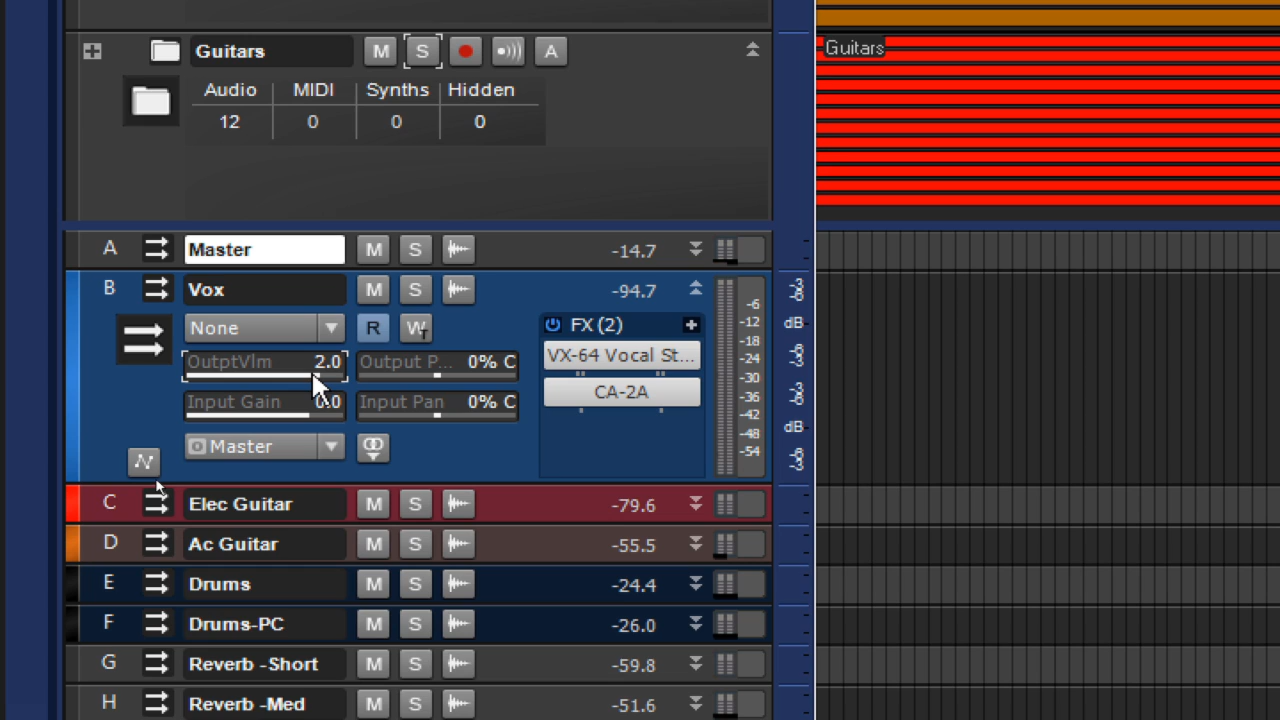 Guitars M S A
Guitars
Audio MIDI Synths Hidden
12 0 0 0
A Master M S -14.7
B Vox M S -94.7
None R W
FX (2)
OutptVlm 2.0 Output P... 0% C
VX-64 Vocal St...
Input Gain 0.0 Input Pan 0% C
CA-2A
Master
-6
-12
-18
-24
-30
-36
-42
-48
-54
dB
dB
C Elec Guitar M S -79.6
D Ac Guitar M S -55.5
E Drums M S -24.4
F Drums-PC M S -26.0
G Reverb -Short M S -59.8
H Reverb -Med M S -51.6